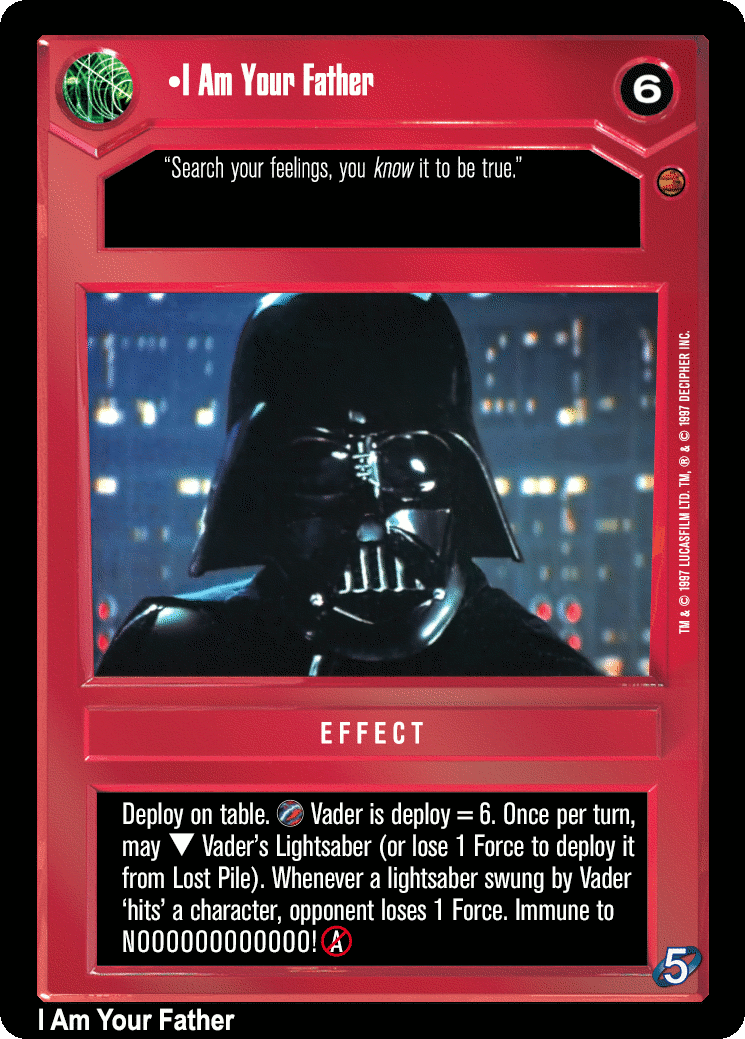 •I Am Your Father
6
“Search your feelings, you know it to be true.”
TM & © 1997 LUCASFILM LTD. TM, ® & © 1997 DECIPHER INC.
EFFECT
Deploy on table. Vader is deploy = 6. Once per turn,
may ▼ Vader’s Lightsaber (or lose 1 Force to deploy it
from Lost Pile). Whenever a lightsaber swung by Vader
‘hits’ a character, opponent loses 1 Force. Immune to
NOOOOOOOOOOOO! A
5
I Am Your Father